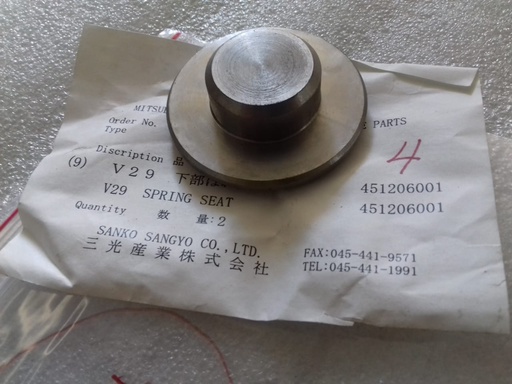 PARTS
Order No.
Type
4
Discription 品
(9) V29 下部
451206001
V29 SPRING SEAT
451206001
Quantity 数 量:2
SANKO SANGYO CO.,LTD.
FAX:045-441-9571
三光産業株式会社
TEL:045-441-1991